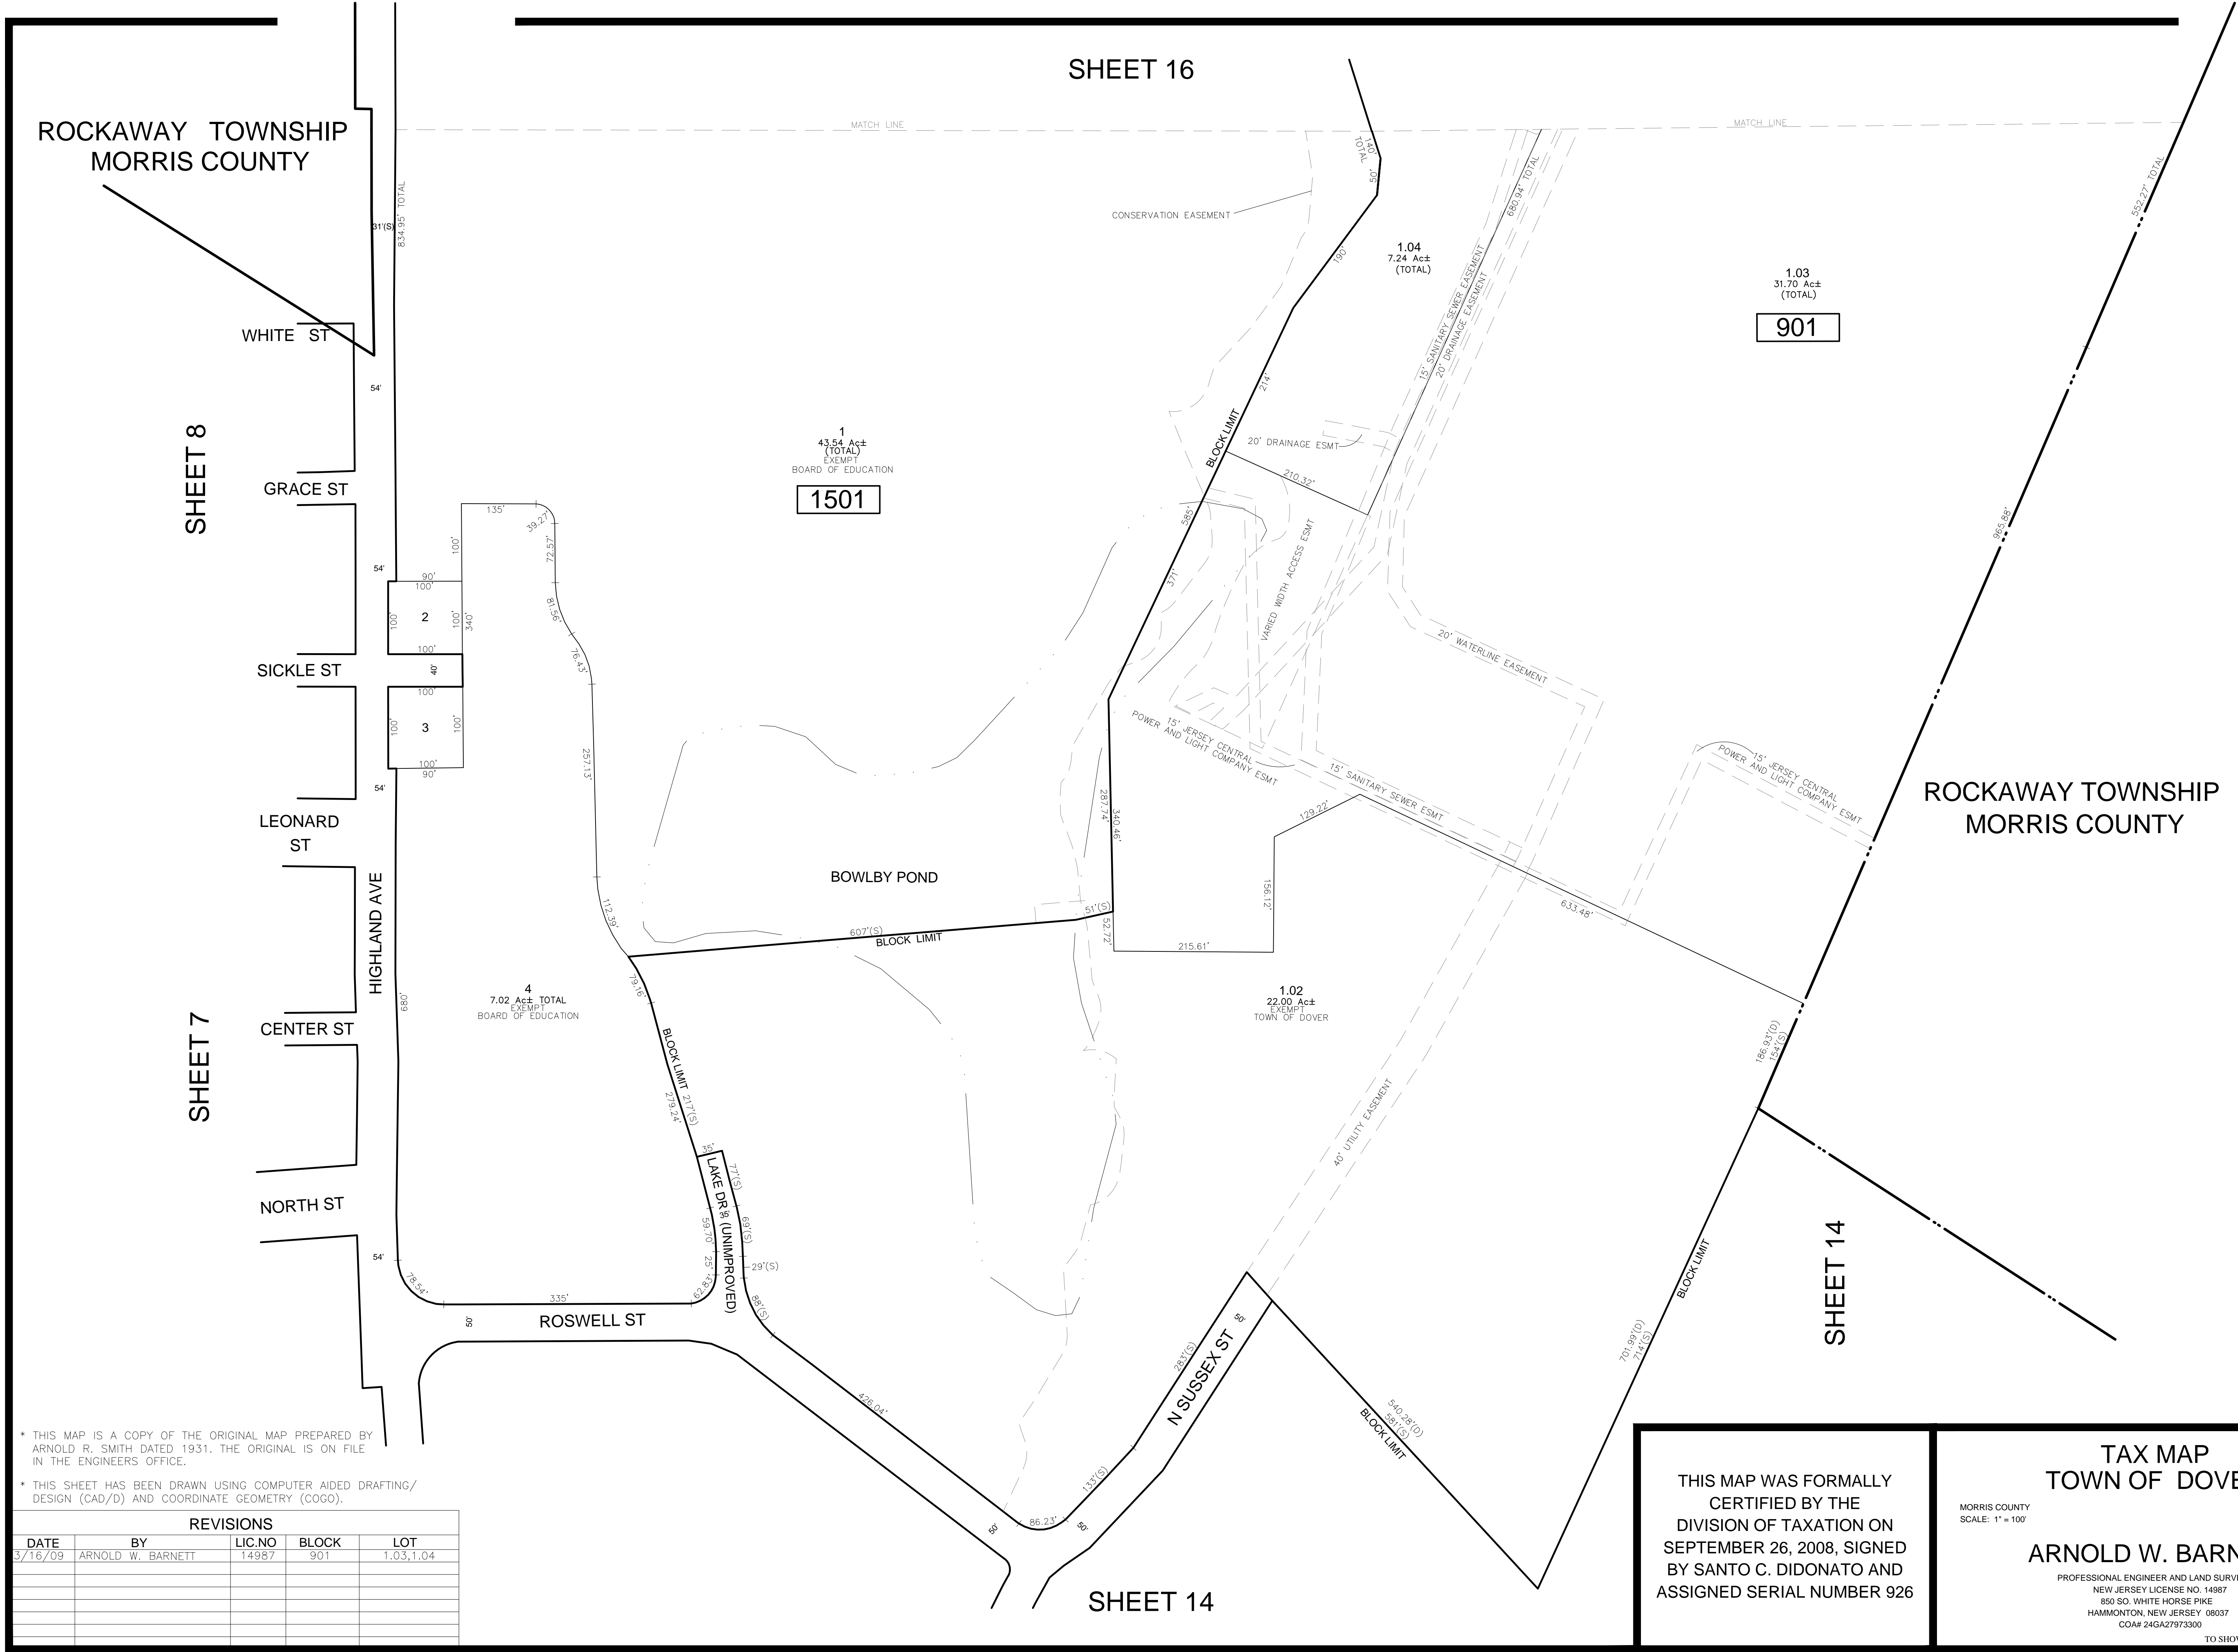 SHEET 16
ROCKAWAY TOWNSHIP
MORRIS COUNTY
MATCH LINE
MATCH LINE
140'
TOTAL
50'
834.95' TOTAL
31'(S)
CONSERVATION EASEMENT
190'
680.94' TOTAL
552.27' TOTAL
1.04
7.24 Ac±
(TOTAL)
1.03
31.70 Ac±
(TOTAL)
901
15' SANITARY SEWER EASEMENT
20' DRAINAGE EASEMENT
WHITE ST
54'
214'
BLOCK LIMIT
SHEET 8
1
43.54 Ac±
(TOTAL)
EXEMPT
BOARD OF EDUCATION
1501
20' DRAINAGE ESMT
210.32'
GRACE ST
135'
39.27'
72.57'
100'
585'
371'
965.88'
VARIED WIDTH ACCESS ESMT
54'
90'
100'
100'
2
100'
340'
100'
81.56'
76.43'
SICKLE ST
40'
20' WATERLINE EASEMENT
100'
100'
3
100'
100'
90'
257.13'
15' JERSEY CENTRAL
POWER AND LIGHT COMPANY ESMT
15' SANITARY SEWER ESMT
15' JERSEY CENTRAL
POWER AND LIGHT COMPANY ESMT
54'
ROCKAWAY TOWNSHIP
MORRIS COUNTY
LEONARD
ST
287.74'
340.46'
129.22'
BOWLBY POND
HIGHLAND AVE
112.39'
51'(S)
52.72'
156.12'
633.48'
607'(S)
BLOCK LIMIT
215.61'
680'
79.16'
4
7.02 Ac± TOTAL
EXEMPT
BOARD OF EDUCATION
1.02
22.00 Ac±
EXEMPT
TOWN OF DOVER
SHEET 7
CENTER ST
BLOCK LIMIT
217'(S)
279.24'
186.93'(D)
154'(S)
40' UTILITY EASEMENT
35'
77'(S)
LAKE DR (UNIMPROVED)
35'
NORTH ST
59.70'
69'(S)
54'
25'
29'(S)
78.54'
62.83'
88'(S)
335'
50'
ROSWELL ST
BLOCK LIMIT
SHEET 14
701.99'(D)
714'(S)
283'(S)
N SUSSEX ST
50'
426.04'
540.28'(D)
581'(S)
BLOCK LIMIT
133'(S)
50'
86.23'
50'
SHEET 14
* THIS MAP IS A COPY OF THE ORIGINAL MAP PREPARED BY
ARNOLD R. SMITH DATED 1931. THE ORIGINAL IS ON FILE
IN THE ENGINEERS OFFICE.
* THIS SHEET HAS BEEN DRAWN USING COMPUTER AIDED DRAFTING/
DESIGN (CAD/D) AND COORDINATE GEOMETRY (COGO).
REVISIONS
DATE BY LIC.NO BLOCK LOT
3/16/09 ARNOLD W. BARNETT 14987 901 1.03,1.04
THIS MAP WAS FORMALLY
CERTIFIED BY THE
DIVISION OF TAXATION ON
SEPTEMBER 26, 2008, SIGNED
BY SANTO C. DIDONATO AND
ASSIGNED SERIAL NUMBER 926
TAX MAP
TOWN OF DOVE
MORRIS COUNTY
SCALE: 1" = 100'
ARNOLD W. BARN
PROFESSIONAL ENGINEER AND LAND SURV
NEW JERSEY LICENSE NO. 14987
850 SO. WHITE HORSE PIKE
HAMMONTON, NEW JERSEY 08037
COA# 24GA27973300
TO SHO